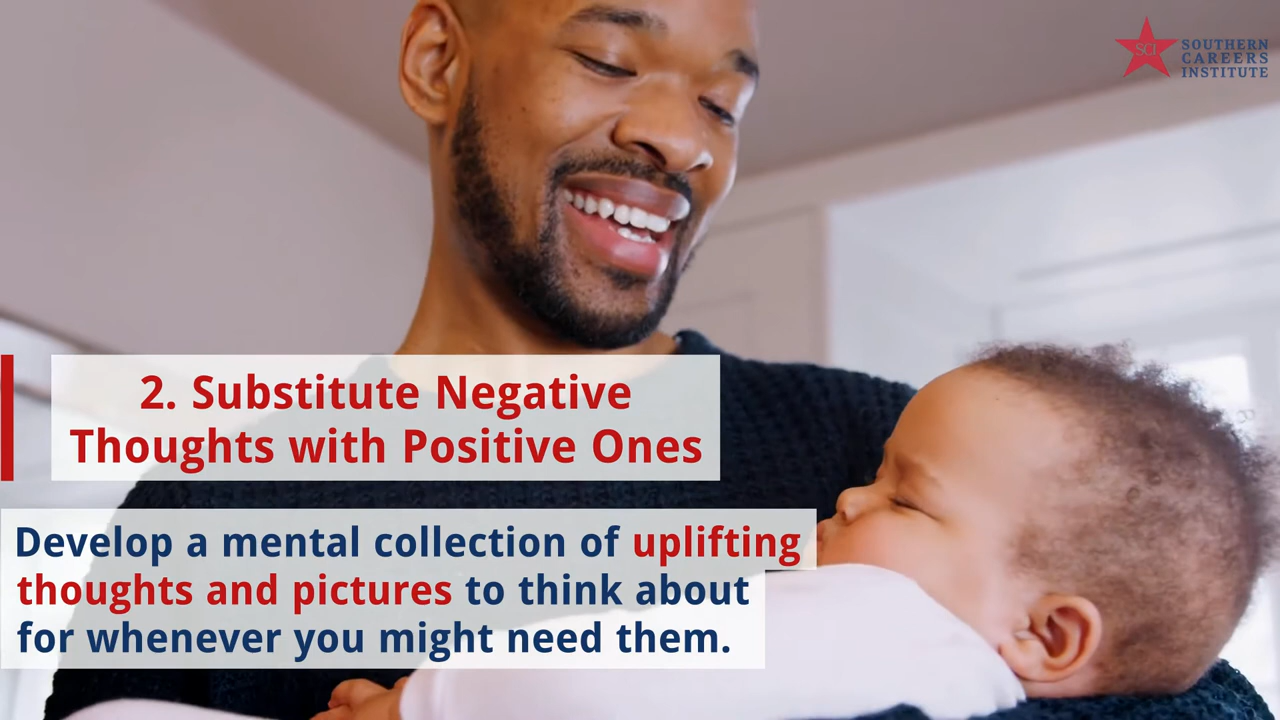 SCI
SOUTHERN
CAREERS
INSTITUTE
2. Substitute Negative
Thoughts with Positive Ones
Develop a mental collection of uplifting
thoughts and pictures to think about
for whenever you might need them.